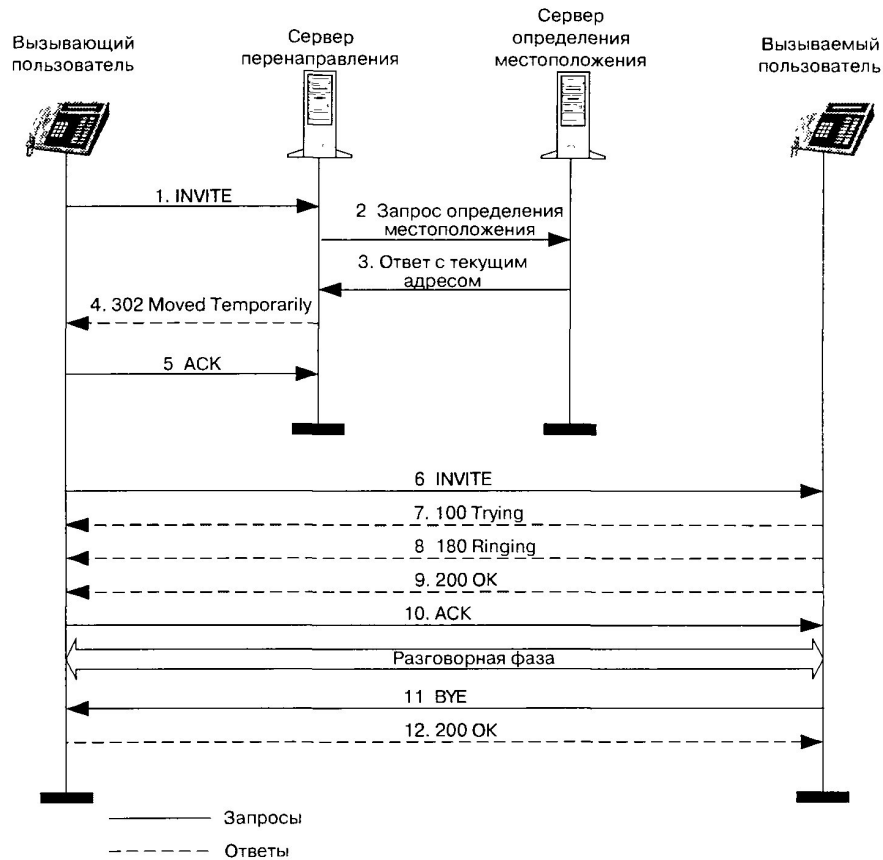 Вызывающий
пользователь
Сервер
перенаправления
Сервер
определения
местоположения
Вызываемый
пользователь
1. INVITE
2 Запрос определения
местоположения
3. Ответ с текущим
адресом
4. 302 Moved Temporarily
5 ACK
6 INVITE
7. 100 Trying
8 180 Ringing
9. 200 OK
10. ACK
Разговорная фаза
11 BYE
12. 200 OK
Запросы
Ответы